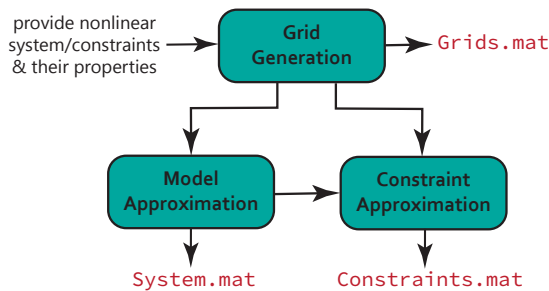 provide nonlinear
system/constraints
& their properties
Grid
Generation
Grids.mat
Model
Approximation
Constraint
Approximation
System.mat
Constraints.mat